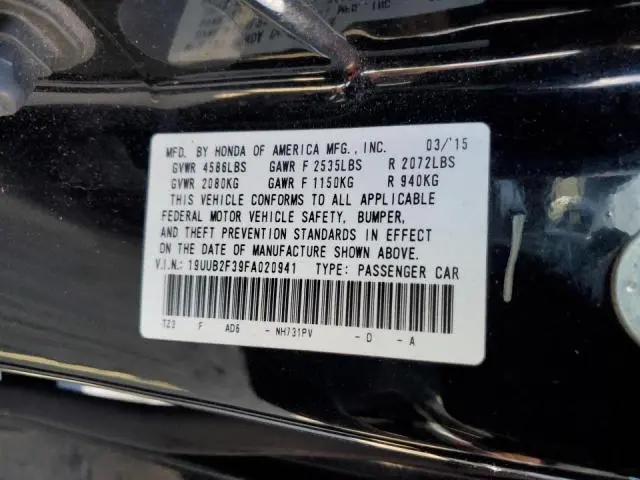 MFD. BY HONDA OF AMERICA MFG., INC. 03/'15
GVWR 4586LBS GAWR F 2535LBS R 2072LBS
GVWR 2080KG GAWR F 1150KG R 940KG
THIS VEHICLE CONFORMS TO ALL APPLICABLE
FEDERAL MOTOR VEHICLE SAFETY, BUMPER,
AND THEFT PREVENTION STANDARDS IN EFFECT
ON THE DATE OF MANUFACTURE SHOWN ABOVE.
V.I.N.: 19UUB2F39FA020941 TYPE: PASSENGER CAR
TZ3 F AD6 - NH731PV - D - A